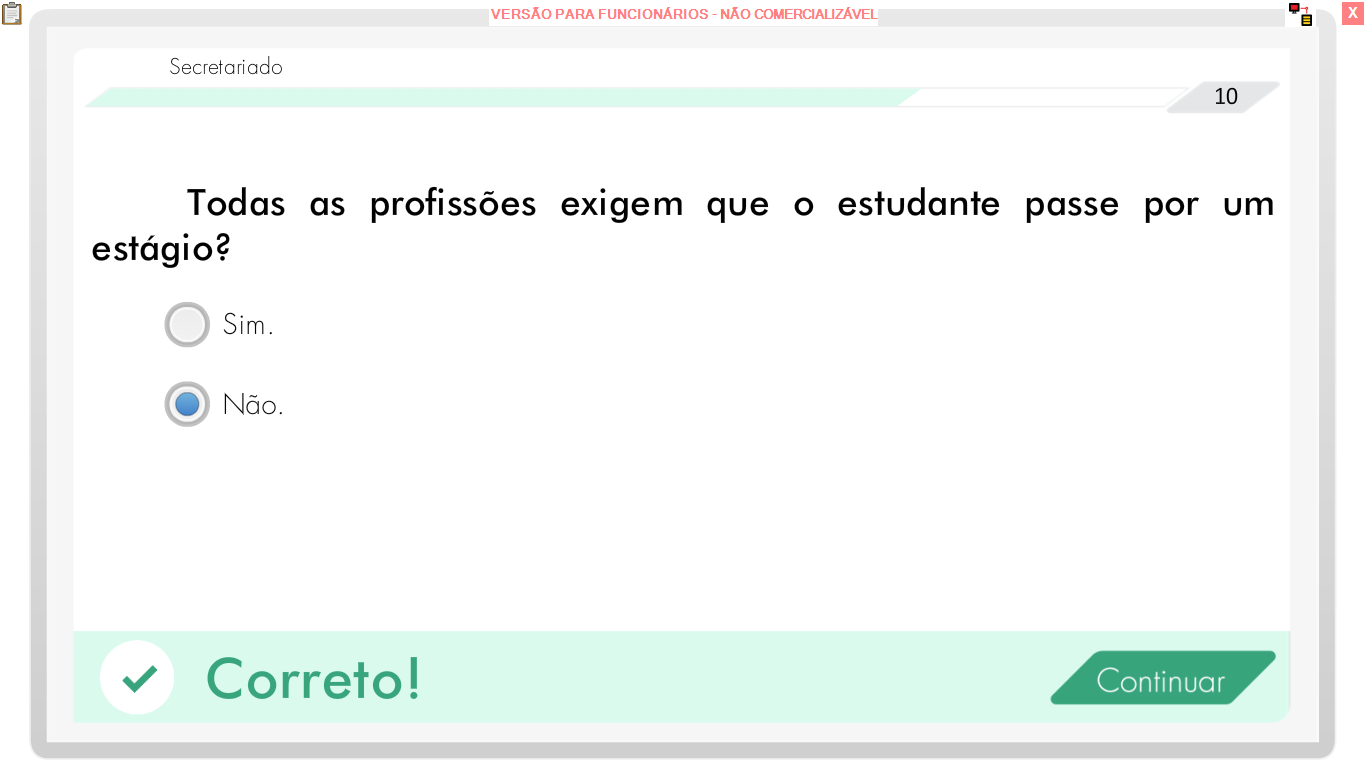 VERSÃO PARA FUNCIONÁRIOS - NÃO COMERCIALIZÁVEL
X
Secretariado
10
Todas as profissões exigem que o estudante passe por um
estágio?
Sim.
Não.
Correto!
Continuar